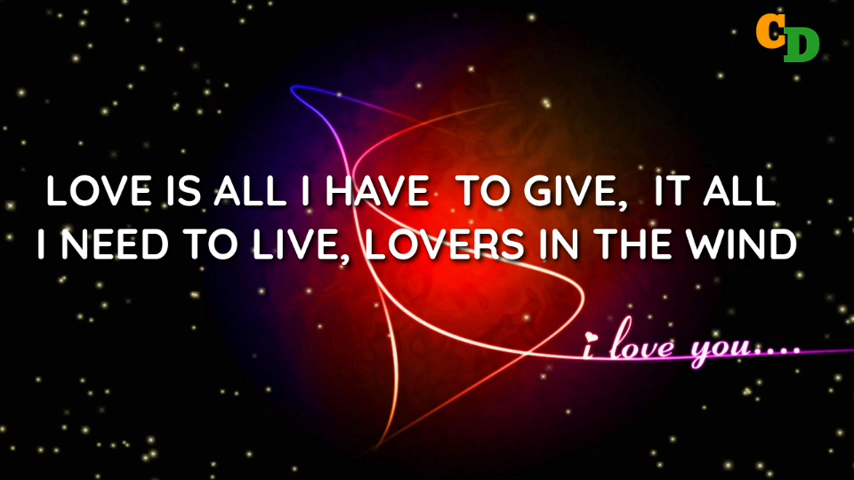 CD
LOVE IS ALL I HAVE TO GIVE, IT ALL
I NEED TO LIVE, LOVERS IN THE WIND
i love you....